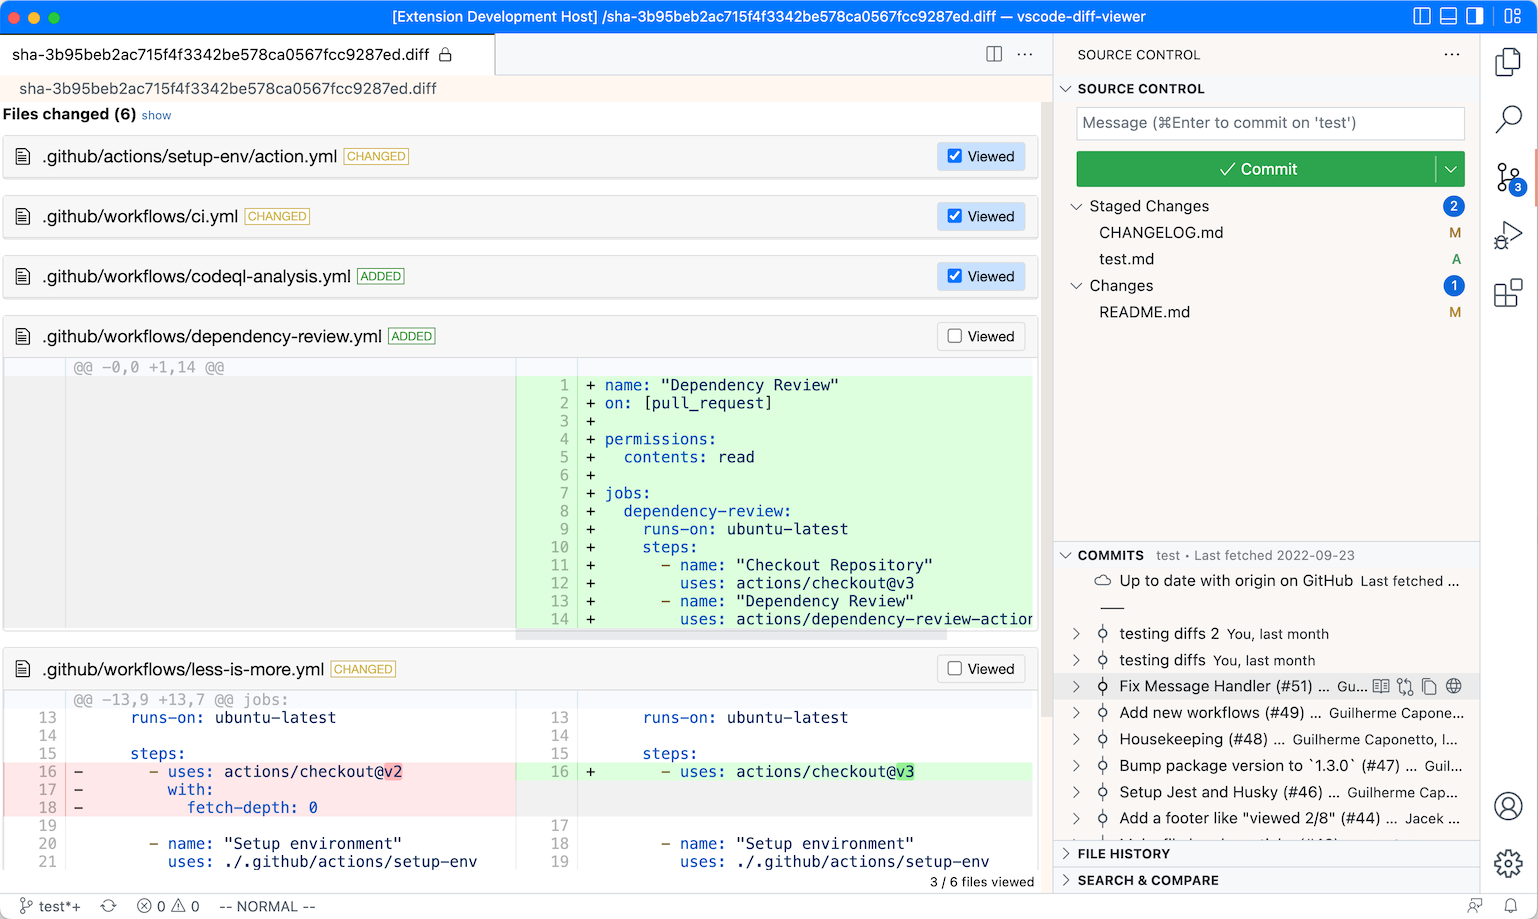 [Extension Development Host] /sha-3b95beb2ac715f4f3342be578ca0567fcc9287ed.diff — vscode-diff-viewer
sha-3b95beb2ac715f4f3342be578ca0567fcc9287ed.diff
sha-3b95beb2ac715f4f3342be578ca0567fcc9287ed.diff
Files changed (6) show
.github/actions/setup-env/action.yml CHANGED Viewed
.github/workflows/ci.yml CHANGED Viewed
.github/workflows/codeql-analysis.yml ADDED Viewed
.github/workflows/dependency-review.yml ADDED Viewed
@@ -0,0 +1,14 @@
1 + name: "Dependency Review"
2 + on: [pull_request]
3 +
4 + permissions:
5 + contents: read
6 +
7 + jobs:
8 + dependency-review:
9 + runs-on: ubuntu-latest
10 + steps:
11 + - name: "Checkout Repository"
12 + uses: actions/checkout@v3
13 + - name: "Dependency Review"
14 + uses: actions/dependency-review-action
.github/workflows/less-is-more.yml CHANGED Viewed
@@ -13,9 +13,7 @@ jobs:
13 runs-on: ubuntu-latest
14
15 steps:
16 - - uses: actions/checkout@v2
17 - with:
18 - fetch-depth: 0
19
20 - name: "Setup environment"
21 uses: ./.github/actions/setup-env
13 runs-on: ubuntu-latest
14
15 steps:
16 + - uses: actions/checkout@v3
17
18 - name: "Setup environment"
19 uses: ./.github/actions/setup-env
3 / 6 files viewed
SOURCE CONTROL
SOURCE CONTROL
Message (⌘Enter to commit on 'test')
Commit
Staged Changes 2
CHANGELOG.md M
test.md A
Changes 1
README.md M
COMMITS test • Last fetched 2022-09-23
Up to date with origin on GitHub Last fetched ...
testing diffs 2 You, last month
testing diffs You, last month
Fix Message Handler (#51) ... Gu...
Add new workflows (#49) ... Guilherme Capone...
Housekeeping (#48) ... Guilherme Caponetto, I...
Bump package version to `1.3.0` (#47) ... Guil...
Setup Jest and Husky (#46) ... Guilherme Cap...
Add a footer like "viewed 2/8" (#44) ... Jacek ...
FILE HISTORY
SEARCH & COMPARE
3
test*+ 0 0 -- NORMAL --